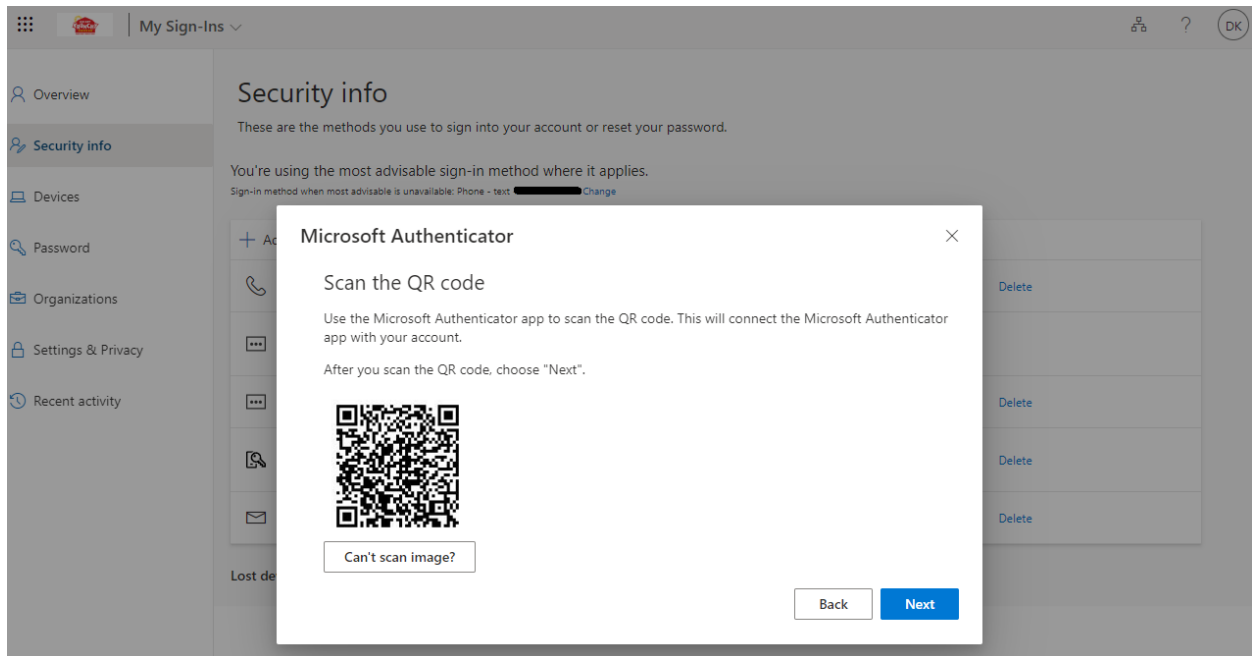 My Sign-Ins
DK
Overview
Security info
Devices
Password
Organizations
Settings & Privacy
Recent activity
Security info
These are the methods you use to sign into your account or reset your password.
You're using the most advisable sign-in method where it applies.
Sign-in method when most advisable is unavailable: Phone - text Change
Microsoft Authenticator
Scan the QR code
Use the Microsoft Authenticator app to scan the QR code. This will connect the Microsoft Authenticator
app with your account.
After you scan the QR code, choose "Next".
Can't scan image?
Back
Next
Delete
Delete
Delete
Delete
Lost de